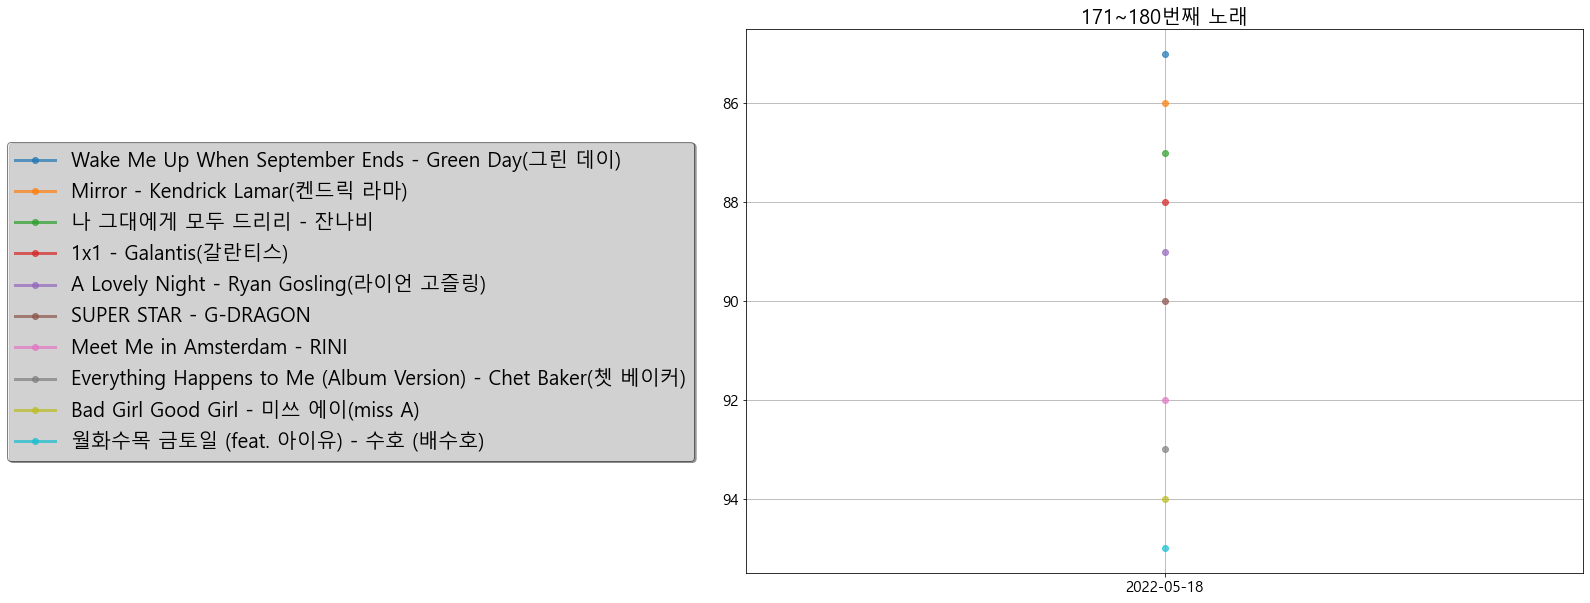 171~180번째 노래
Wake Me Up When September Ends - Green Day(그린 데이)
Mirror - Kendrick Lamar(켄드릭 라마)
나 그대에게 모두 드리리 - 잔나비
1x1 - Galantis(갈란티스)
A Lovely Night - Ryan Gosling(라이언 고즐링)
SUPER STAR - G-DRAGON
Meet Me in Amsterdam - RINI
Everything Happens to Me (Album Version) - Chet Baker(쳇 베이커)
Bad Girl Good Girl - 미쓰 에이(miss A)
월화수목 금토일 (feat. 아이유) - 수호 (배수호)
86
88
90
92
94
2022-05-18